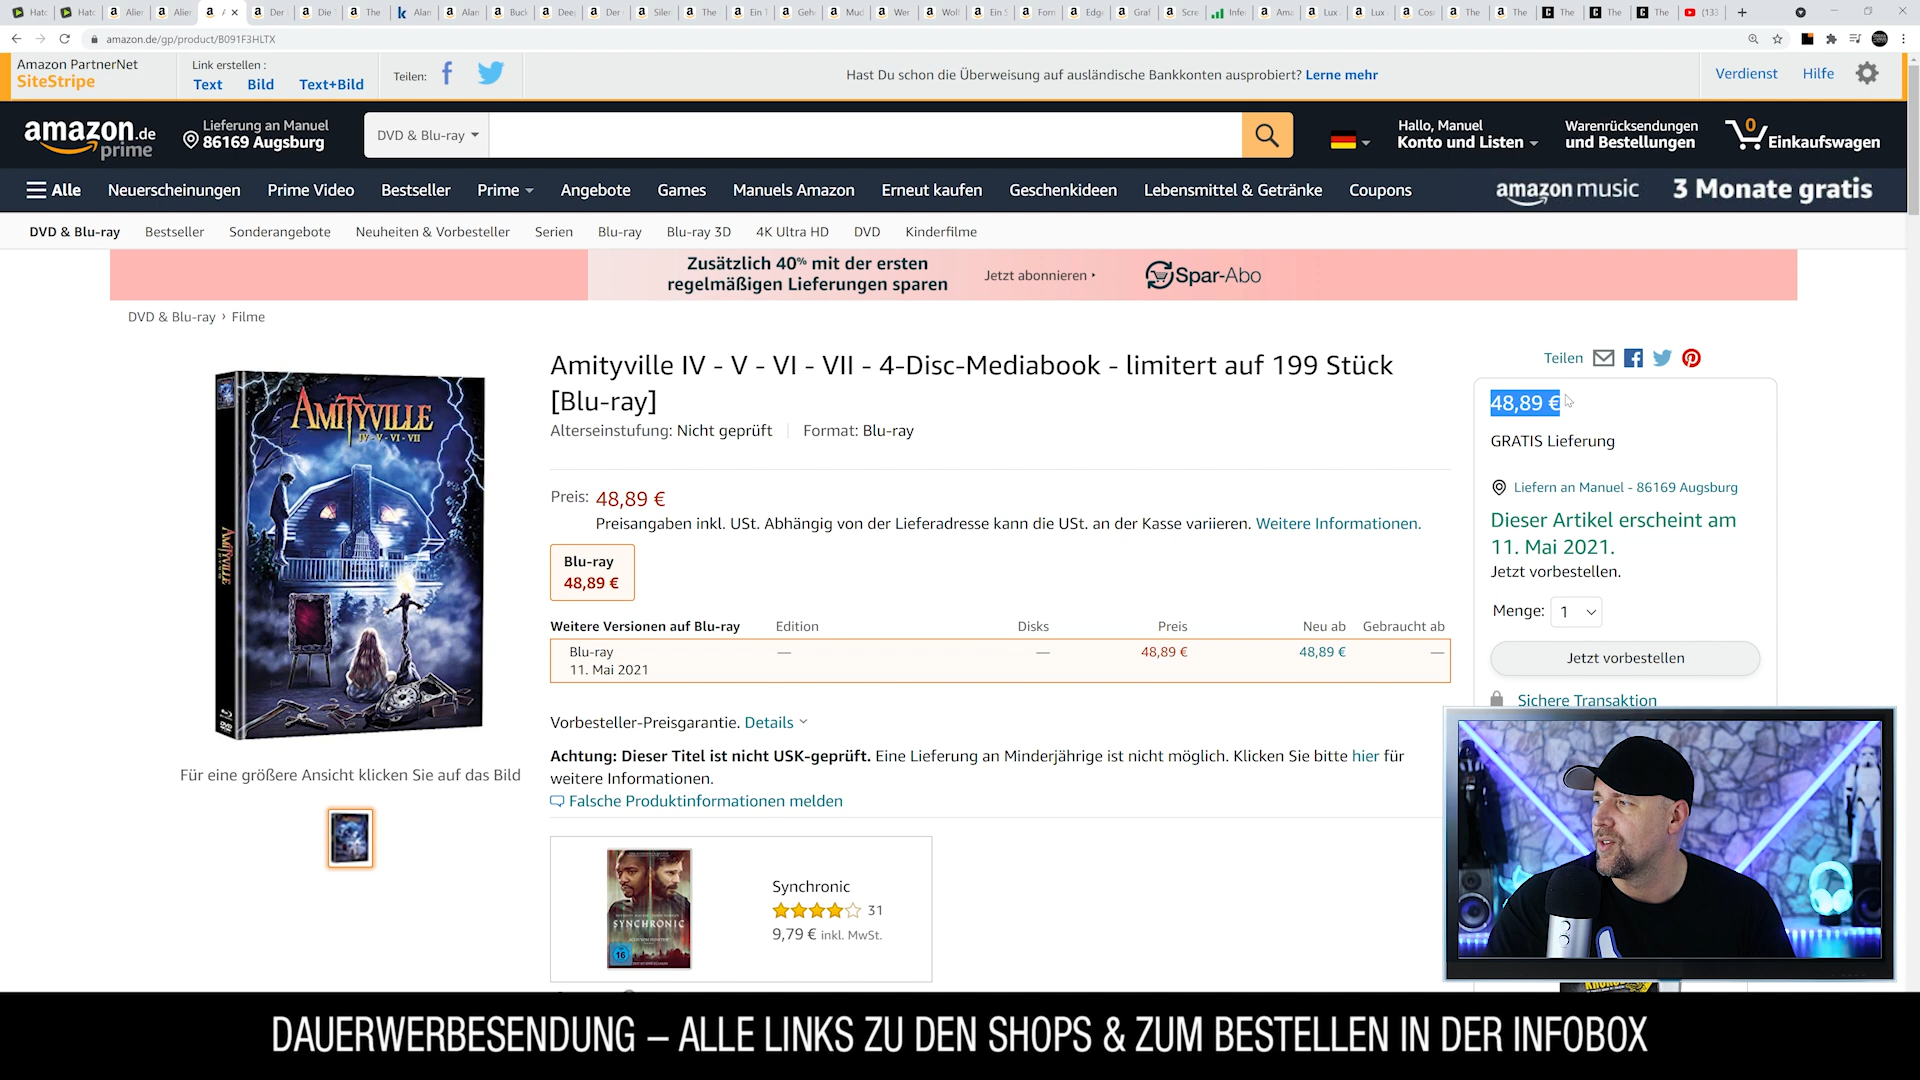 amazon.de/gp/product/B091F3HLTX
Amazon PartnerNet
SiteStripe
Link erstellen :
Text Bild Text+Bild
Teilen:
Hast Du schon die Überweisung auf ausländische Bankkonten ausprobiert? Lerne mehr
Verdienst Hilfe
amazon.de
prime
Lieferung an Manuel
86169 Augsburg
DVD & Blu-ray
Hallo, Manuel
Konto und Listen
Warenrücksendungen
und Bestellungen
0
Einkaufswagen
Alle Neuerscheinungen Prime Video Bestseller Prime Angebote Games Manuels Amazon Erneut kaufen Geschenkideen Lebensmittel & Getränke Coupons
amazon music 3 Monate gratis
DVD & Blu-ray Bestseller Sonderangebote Neuheiten & Vorbesteller Serien Blu-ray Blu-ray 3D 4K Ultra HD DVD Kinderfilme
Zusätzlich 40% mit der ersten
regelmäßigen Lieferungen sparen
Jetzt abonnieren
Spar-Abo
DVD & Blu-ray › Filme
AMITYVILLE
IV - V - VI - VII
AMITYVILLE
Für eine größere Ansicht klicken Sie auf das Bild
Amityville IV - V - VI - VII - 4-Disc-Mediabook - limitert auf 199 Stück
[Blu-ray]
Alterseinstufung: Nicht geprüft Format: Blu-ray
Preis: 48,89 €
Preisangaben inkl. USt. Abhängig von der Lieferadresse kann die USt. an der Kasse variieren. Weitere Informationen.
Blu-ray
48,89 €
Weitere Versionen auf Blu-ray Edition Disks Preis Neu ab Gebraucht ab
Blu-ray — — 48,89 € 48,89 € —
11. Mai 2021
Vorbesteller-Preisgarantie. Details
Achtung: Dieser Titel ist nicht USK-geprüft. Eine Lieferung an Minderjährige ist nicht möglich. Klicken Sie bitte hier für
weitere Informationen.
Falsche Produktinformationen melden
SYNCHRONIC
16
Synchronic
31
9,79 € inkl. MwSt.
Teilen
48,89 €
GRATIS Lieferung
Liefern an Manuel - 86169 Augsburg
Dieser Artikel erscheint am
11. Mai 2021.
Jetzt vorbestellen.
Menge: 1
Jetzt vorbestellen
Sichere Transaktion
DAUERWERBESENDUNG – ALLE LINKS ZU DEN SHOPS & ZUM BESTELLEN IN DER INFOBOX